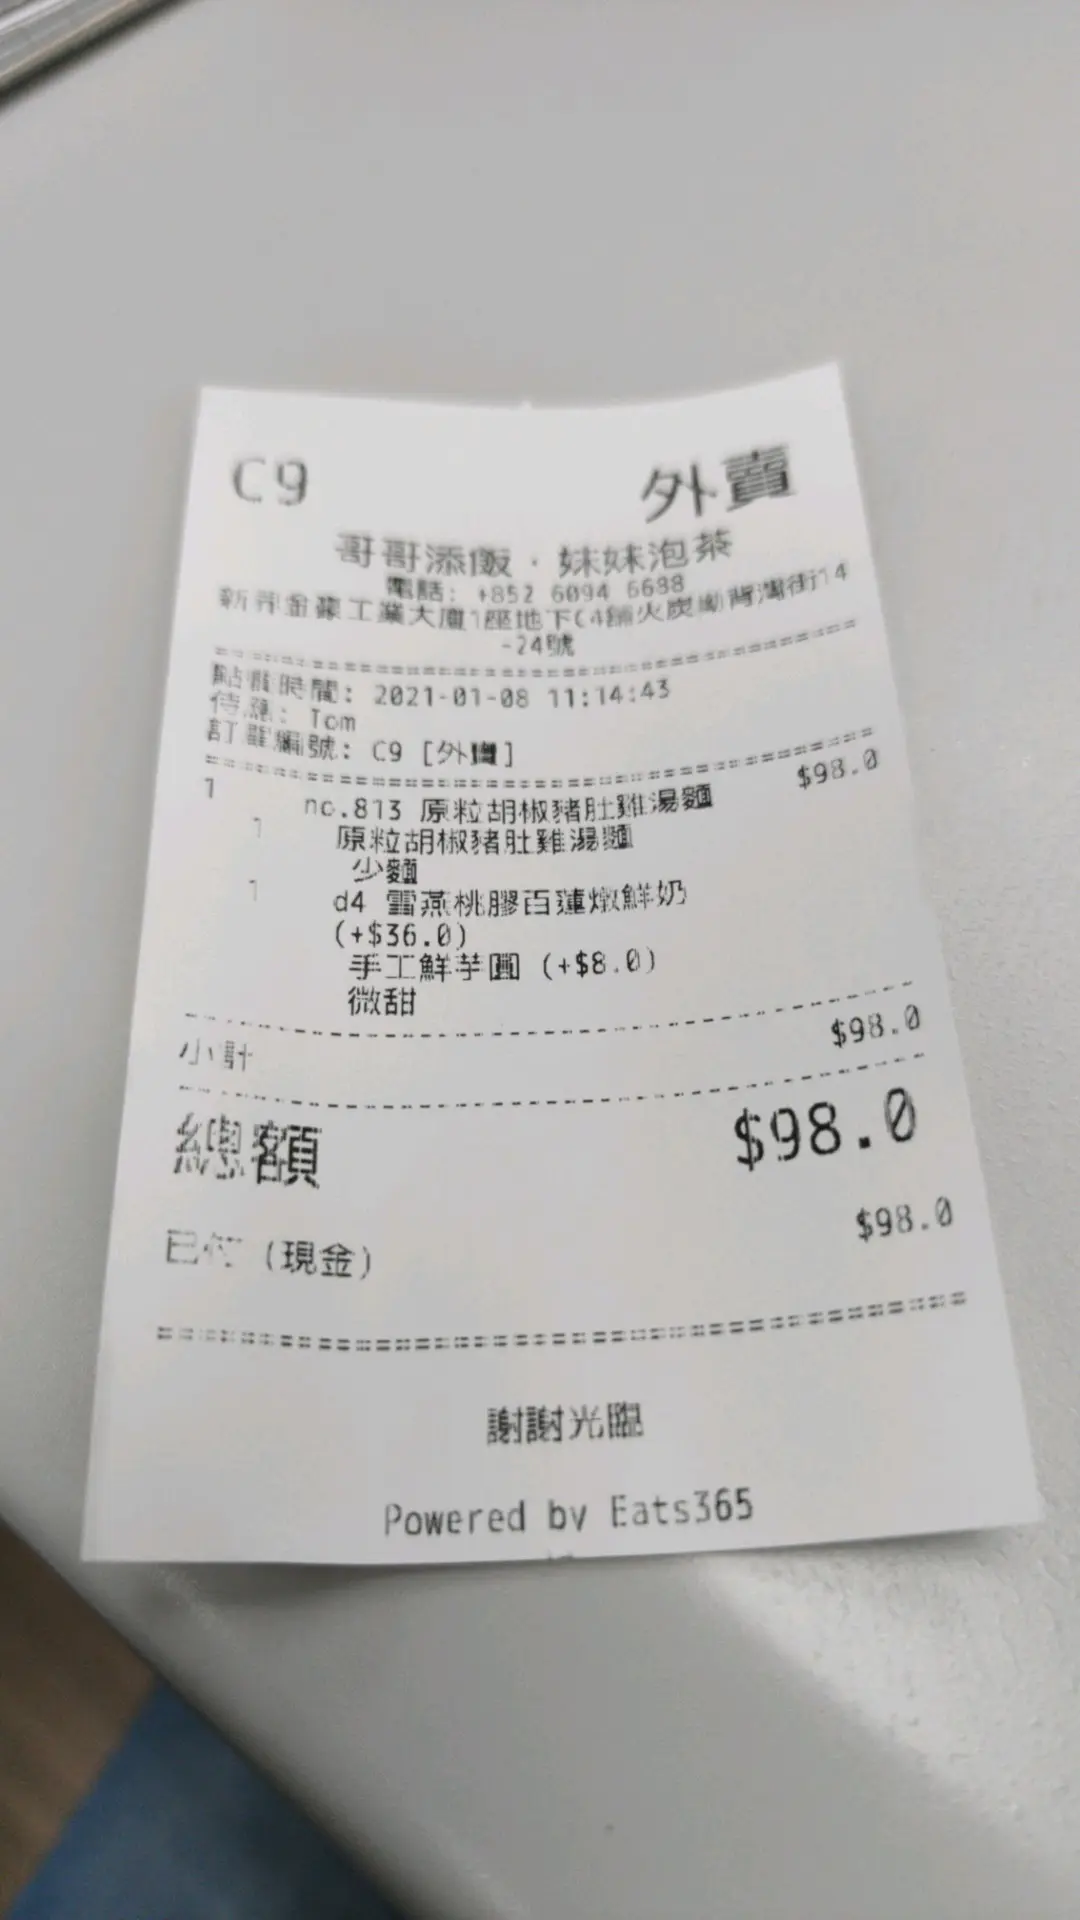 C9 外賣
哥哥添飯·妹妹泡茶
電話: +852 6094 6688
新界金豪工業大廈1座地下C4舖火炭坳背灣街14
-24號
點餐時間: 2021-01-08 11:14:43
侍應: Tom
訂單編號: C9 [外賣]
1 no.813 原粒胡椒豬肚雞湯麵 $98.0
1 原粒胡椒豬肚雞湯麵
少麵
1 d4 雪燕桃膠百蓮燉鮮奶
(+$36.0)
手工鮮芋圓 (+$8.0)
微甜
小計 $98.0
總額 $98.0
已付 (現金) $98.0
謝謝光臨
Powered by Eats365